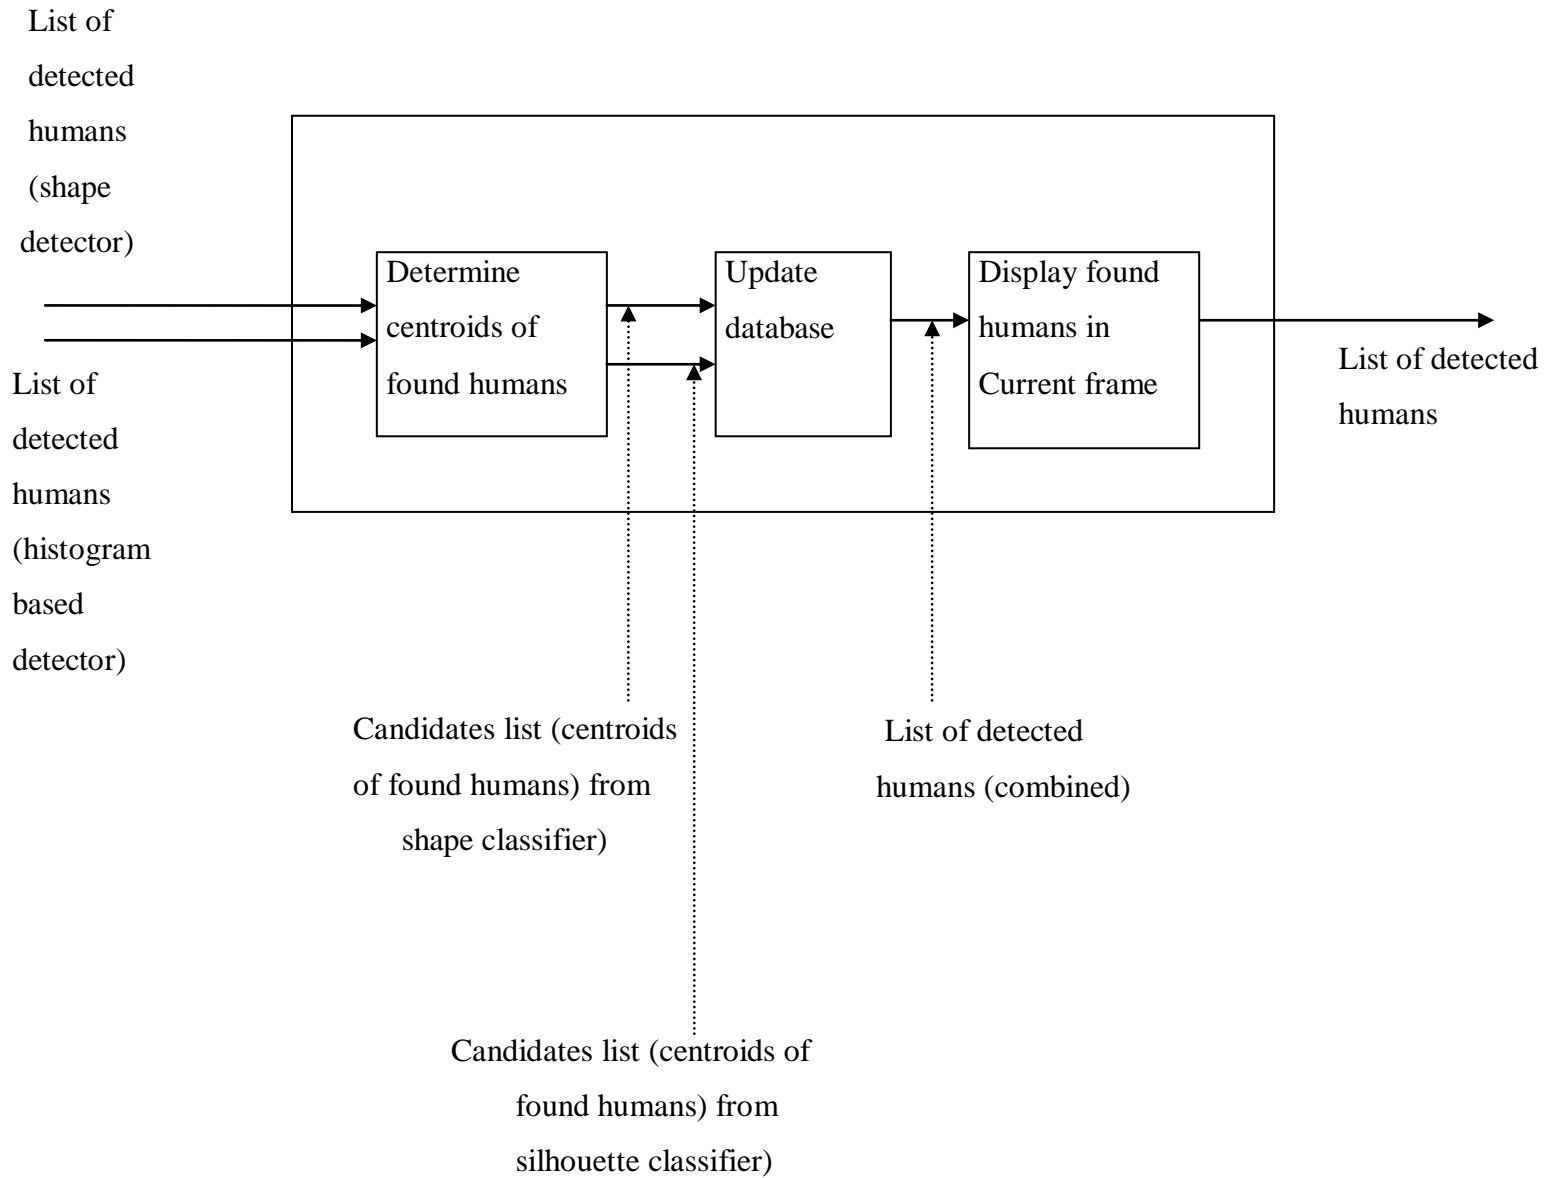 List of
detected
humans
(shape
detector)
List of
detected
humans
(histogram
based
detector)
Determine
centroids of
found humans
Update
database
Display found
humans in
Current frame
List of detected
humans
Candidates list (centroids
of found humans) from
shape classifier)
List of detected
humans (combined)
Candidates list (centroids of
found humans) from
silhouette classifier)